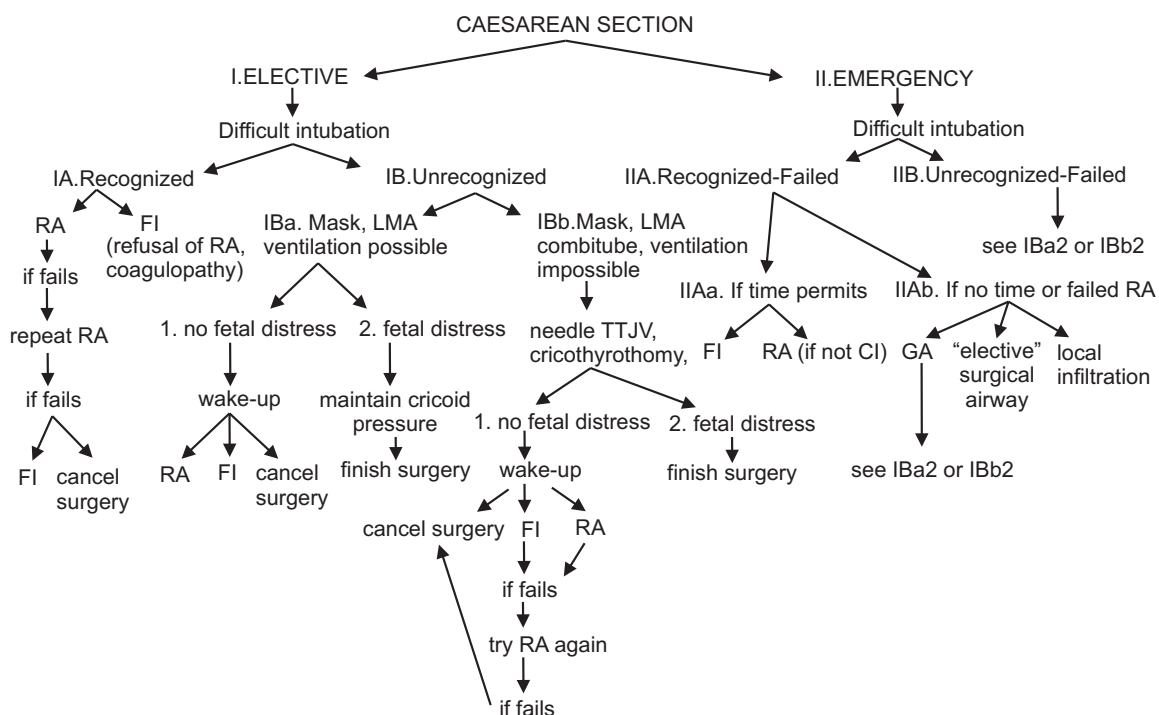 CAESAREAN SECTION
I.ELECTIVE
II.EMERGENCY
Difficult intubation
Difficult intubation
IA.Recognized
IB.Unrecognized
IIA.Recognized-Failed
IIB.Unrecognized-Failed
RA
FI
(refusal of RA,
coagulopathy)
IBa. Mask, LMA
ventilation possible
IBb.Mask, LMA
combitube, ventilation
impossible
see IBa2 or IBb2
if fails
IIAa. If time permits
IIAb. If no time or failed RA
repeat RA
1. no fetal distress
2. fetal distress
needle TTJV,
cricothyrothomy,
FI
RA (if not CI)
GA
“elective”
surgical
airway
local
infiltration
if fails
wake-up
maintain cricoid
pressure
1. no fetal distress
2. fetal distress
FI
cancel
surgery
RA
FI
cancel
surgery
finish surgery
wake-up
finish surgery
see IBa2 or IBb2
cancel surgery
FI
RA
if fails
try RA again
if fails